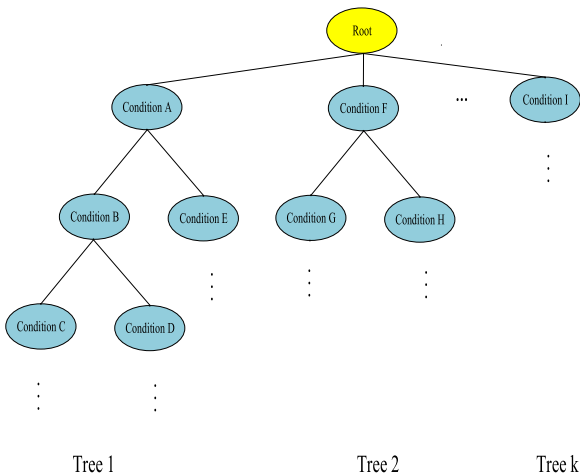 Root
Condition A
Condition F
...
Condition I
Condition B
Condition E
Condition G
Condition H
Condition C
Condition D
Tree 1
Tree 2
Tree k